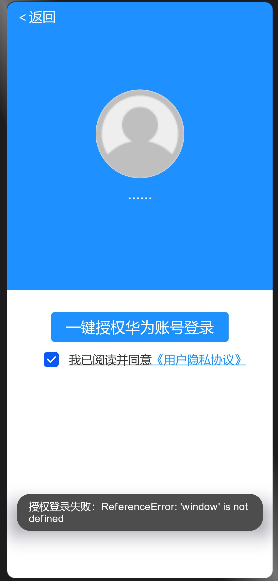 < 返回
······
一键授权华为账号登录
我已阅读并同意《用户隐私协议》
授权登录失败：ReferenceError: 'window' is not
defined